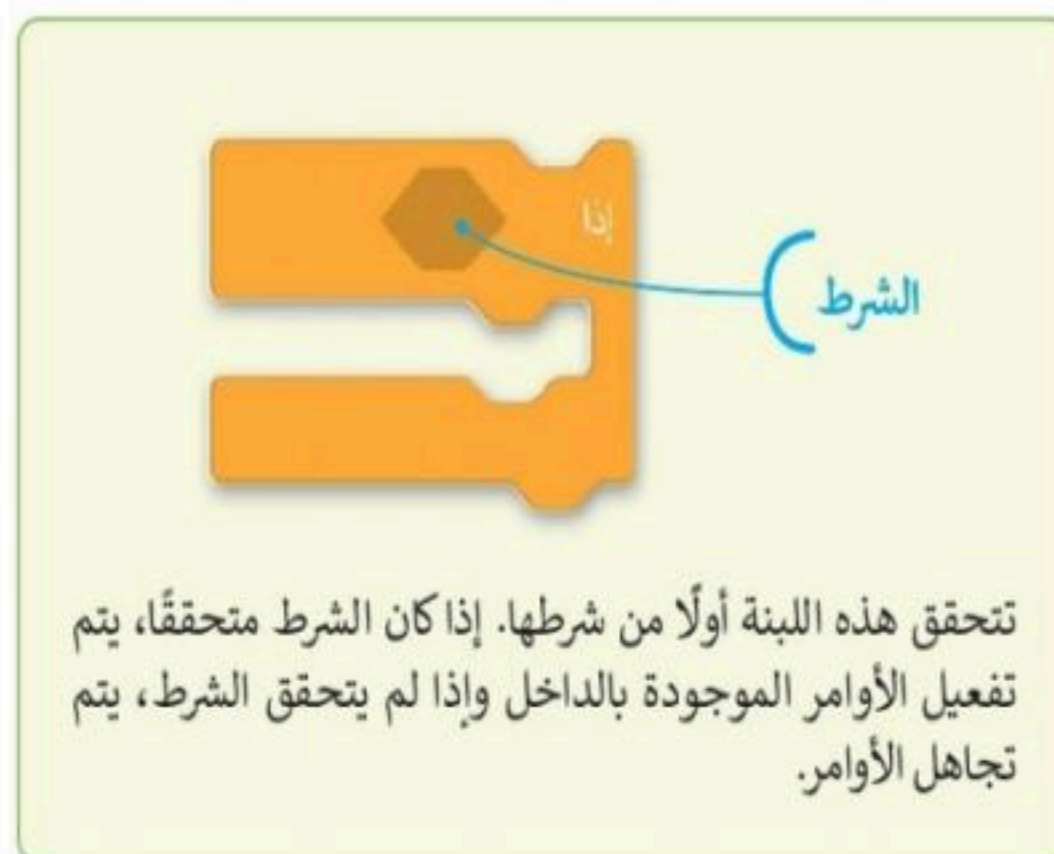 إذا
الشرط
تتحقق هذه اللبنة أولًا من شرطها. إذا كان الشرط متحققًا، يتم
تفعيل الأوامر الموجودة بالداخل وإذا لم يتحقق الشرط، يتم
تجاهل الأوامر.